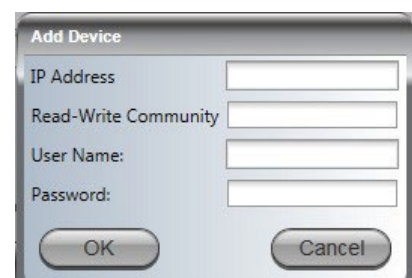 Add Device
IP Address
Read-Write Community
User Name:
Password:
OK Cancel